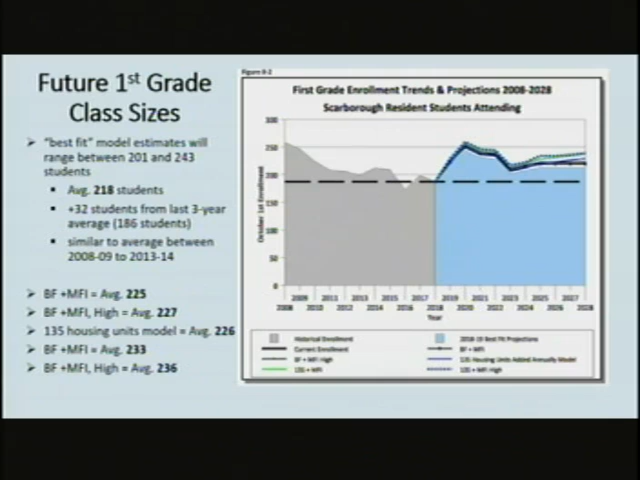 Future 1st Grade
Class Sizes
"best fit" model estimates will
range between 201 and 243
students
Avg. 218 students
+32 students from last 3-year
average (186 students)
similar to average between
2008-09 to 2013-14
BF +MFI = Avg. 225
BF +MFI, High = Avg. 227
135 housing units model = Avg. 226
BF +MFI = Avg. 233
BF +MFI, High = Avg. 236
First Grade Enrollment Trends & Projections 2008-2028
Scarborough Resident Students Attending
October 1st Enrollment
300
250
200
150
100
50
0
2009 2011 2012 2014 2015 2017 2018 2019 2021 2022 2024 2025 2027
2008 2010 2013 2016 2018 2020 2023 2026 2028
Year
Historical Enrollment
2018-19 Best Fit Projections
Current Enrollment
BF + MFI
BF + MFI High
135 Housing Units Added Annually Model
135 + MFI
135 + MFI High